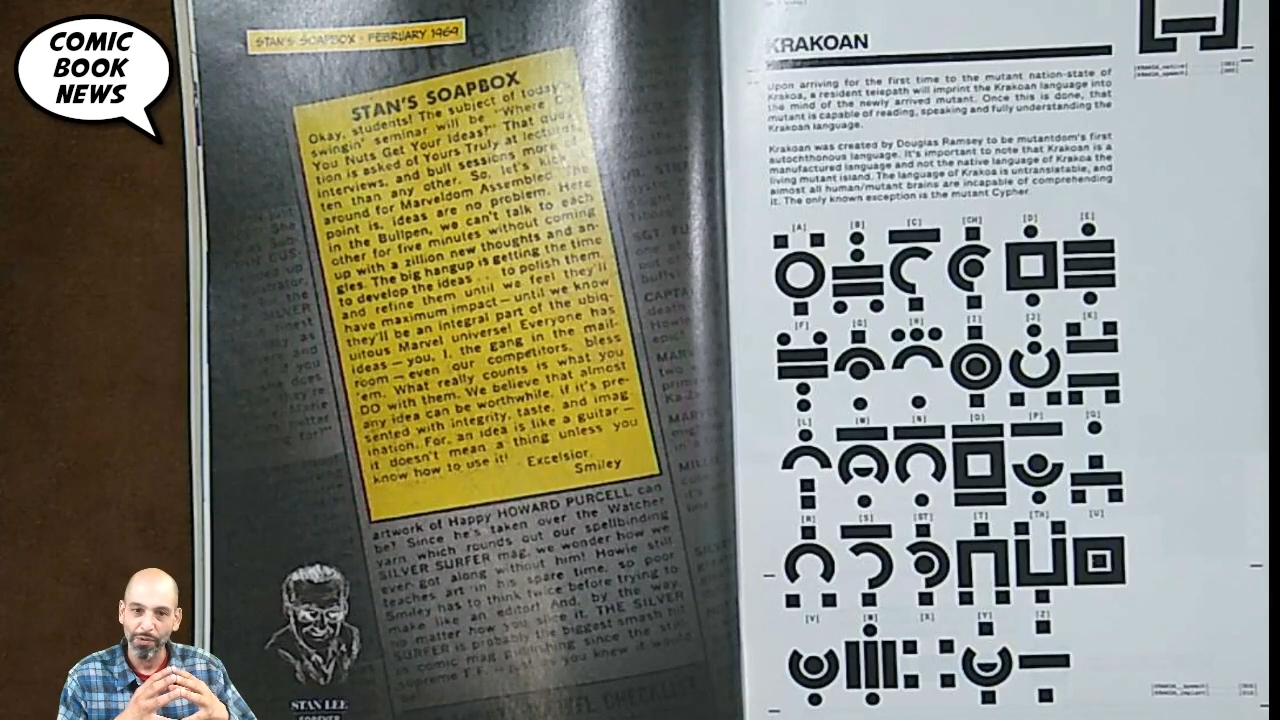 COMIC
BOOK
NEWS
STAN'S SOAPBOX - FEBRUARY 1969
STAN'S SOAPBOX
Okay, students! The subject of today
swingin' seminar will be "Where
You Nuts Get Your Ideas?" That
tion is asked of Yours Truly at lectures
interviews, and bull sessions more
ten than any other. So, let's kick
around for Marveldom Assembled. The
point is, ideas are no problem. Here
in the Bullpen, we can't talk to each
other for five minutes without coming
up with a zillion new thoughts and an-
gles. The big hangup is getting the time
to develop the ideas ... to polish them,
and refine them until we feel they'll
have maximum impact — until we know
they'll be an integral part of the ubiq-
uitous Marvel universe! Everyone has
ideas — you, I, the gang in the mail-
room — even our competitors, bless
'em. What really counts is what you
DO with them. We believe that almost
any idea can be worthwhile, if it's pre-
sented with integrity, taste, and imag
ination. For, an idea is like a guitar —
it doesn't mean a thing unless you
know how to use it! Excelsior,
Smiley
artwork of Happy HOWARD PURCELL can
be? Since he's taken over the Watcher
yarn which rounds out our spellbinding
SILVER SURFER mag, we wonder how we
ever got along without him! Howie still
teaches art in his spare time, so poor
Smiley has to think twice before trying to
make like an editor! And, by the way,
no matter how you slice it, THE SILVER
SURFER is probably the biggest smash hit
in comic mag publishing since the
supreme F.F. you knew it would
STAN LEE
FOREVER
KRAKOAN
Upon arriving for the first time to the mutant nation-state of
Krakoa, a resident telepath will imprint the Krakoan language into
the mind of the newly arrived mutant. Once this is done, that
mutant is capable of reading, speaking and fully understanding the
Krakoan language.
Krakoan was created by Douglas Ramsey to be mutantdom's first
autochthonous language. It's important to note that Krakoan is a
manufactured language and not the native language of Krakoa the
living mutant island. The language of Krakoa is untranslatable, and
almost all human/mutant brains are incapable of comprehending
it. The only known exception is the mutant Cypher.
[A] [B] [C] [CH] [D] [E]
[F] [G] [H] [I] [J] [K]
[L] [M] [N] [O] [P] [Q]
[R] [S] [ST] [T] [TH] [U]
[V] [W] [X] [Y] [Z]